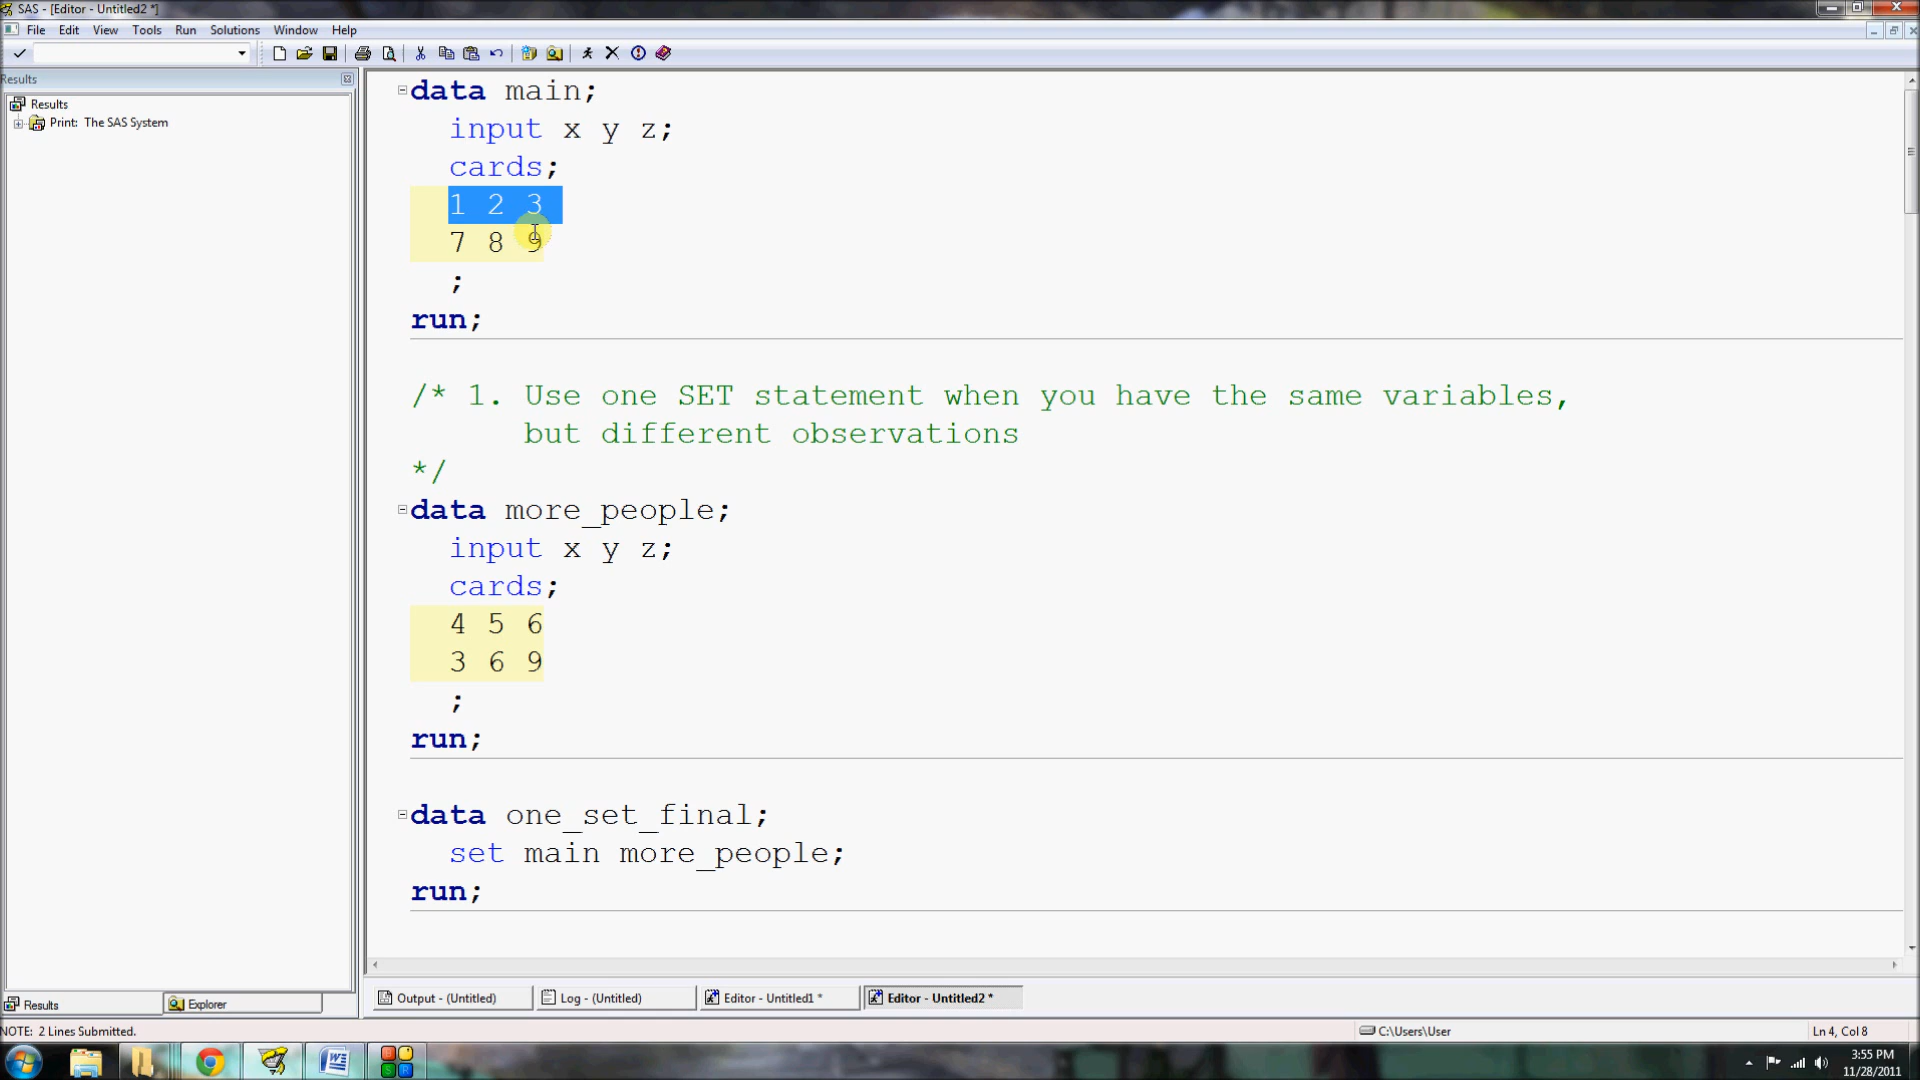 SAS - [Editor - Untitled2 *]
File Edit View Tools Run Solutions Window Help
Results
Results
Print: The SAS System
data main;
input x y z;
cards;
1 2 3
7 8 9
;
run;
/* 1. Use one SET statement when you have the same variables,
but different observations
*/
data more_people;
input x y z;
cards;
4 5 6
3 6 9
;
run;
data one_set_final;
set main more_people;
run;
Results Explorer
Output - (Untitled) Log - (Untitled) Editor - Untitled1 * Editor - Untitled2 *
NOTE: 2 Lines Submitted. C:\Users\User Ln 4, Col 8
3:55 PM
11/28/2011